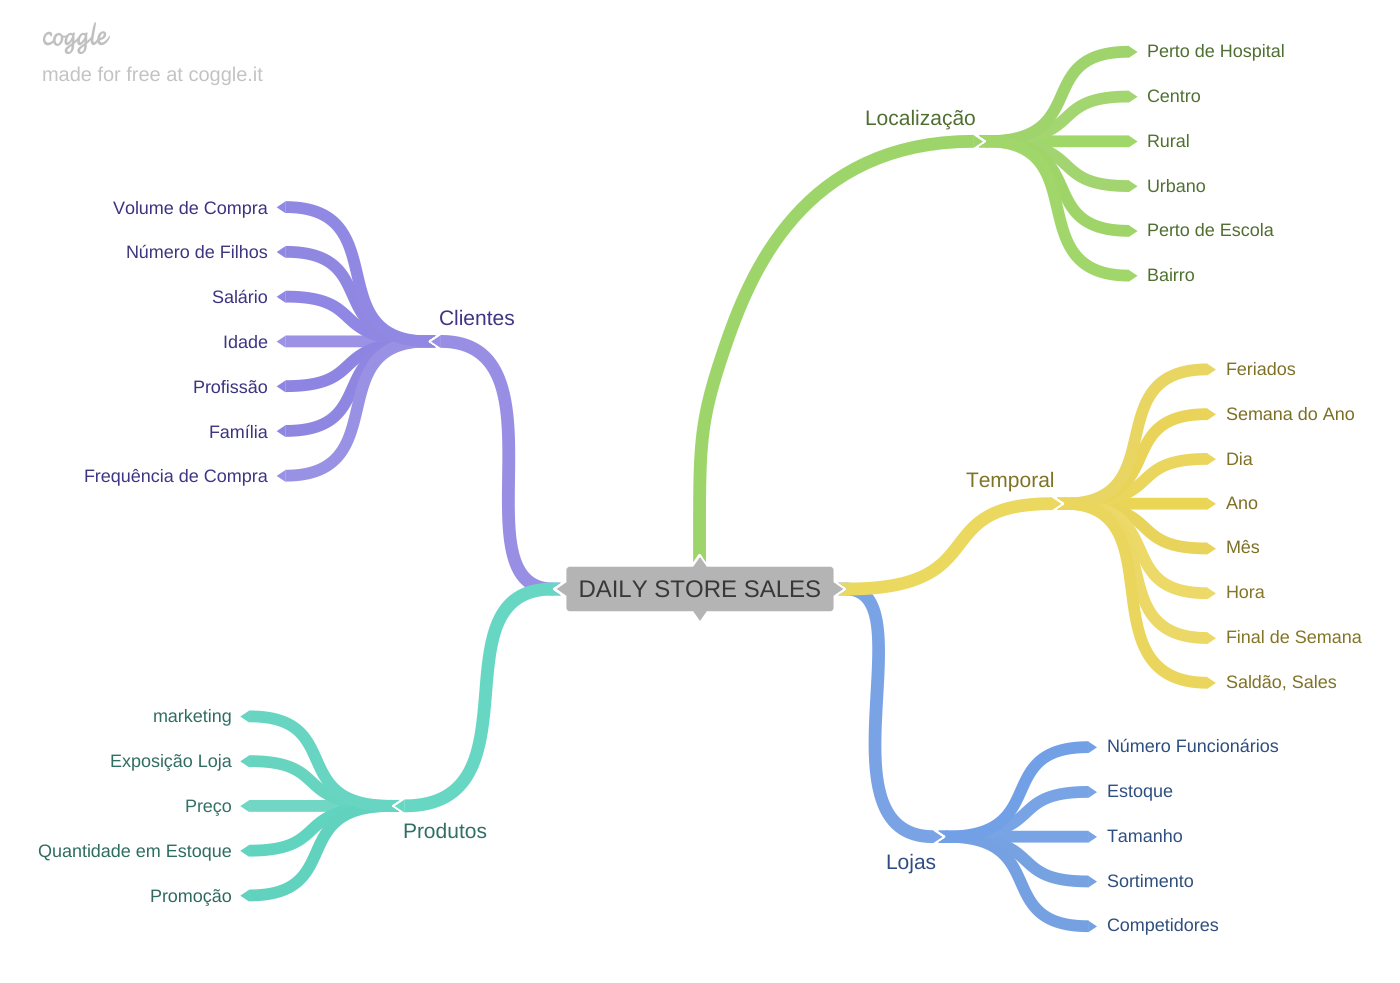 coggle
made for free at coggle.it
DAILY STORE SALES
Localização
Perto de Hospital
Centro
Rural
Urbano
Perto de Escola
Bairro
Clientes
Volume de Compra
Número de Filhos
Salário
Idade
Profissão
Família
Frequência de Compra
Temporal
Feriados
Semana do Ano
Dia
Ano
Mês
Hora
Final de Semana
Saldão, Sales
Produtos
marketing
Exposição Loja
Preço
Quantidade em Estoque
Promoção
Lojas
Número Funcionários
Estoque
Tamanho
Sortimento
Competidores